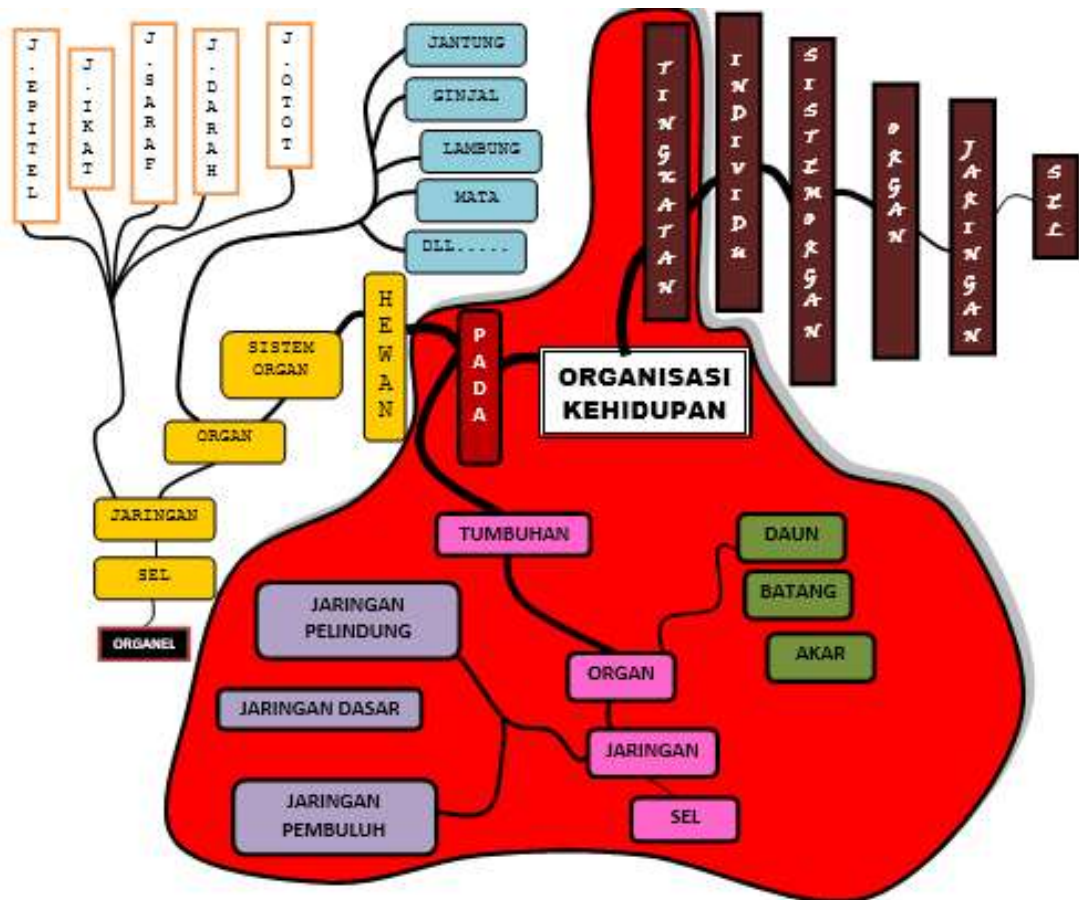 J.EPITEL
J.IKAT
J.SARAF
J.DARAH
J.OTOT
JANTUNG
GINJAL
LAMBUNG
MATA
DLL.....
TINGKATAN
INDIVIDU
SISTEMORGAN
ORGAN
JARINGAN
SEL
HEWAN
PADA
SISTEM
ORGAN
ORGAN
JARINGAN
SEL
ORGANEL
ORGANISASI
KEHIDUPAN
TUMBUHAN
DAUN
BATANG
AKAR
ORGAN
JARINGAN
SEL
JARINGAN
PELINDUNG
JARINGAN DASAR
JARINGAN
PEMBULUH